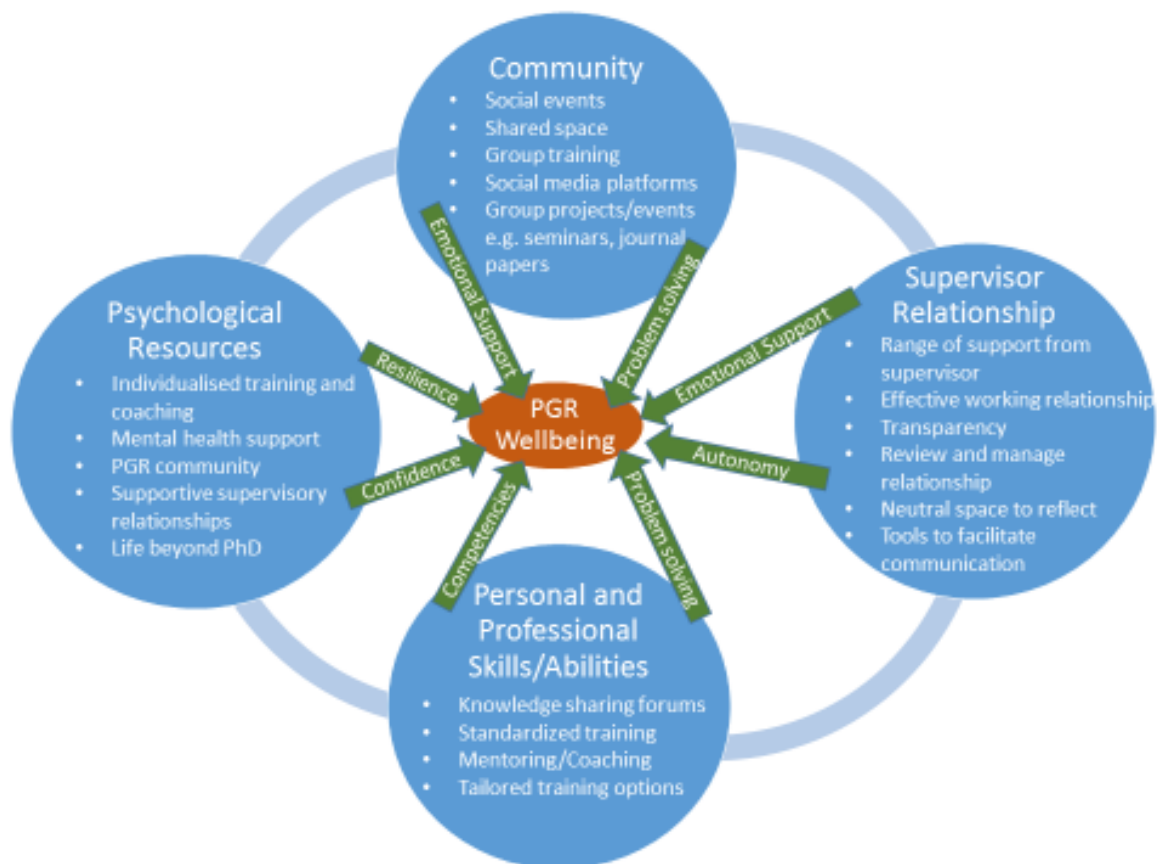 Community
• Social events
• Shared space
• Group training
• Social media platforms
• Group projects/events
e.g. seminars, journal
papers
Emotional Support
Problem solving
Psychological
Resources
• Individualised training and
coaching
• Mental health support
• PGR community
• Supportive supervisory
relationships
• Life beyond PhD
Resilience
Confidence
PGR
Wellbeing
Supervisor
Relationship
• Range of support from
supervisor
• Effective working relationship
• Transparency
• Review and manage
relationship
• Neutral space to reflect
• Tools to facilitate
communication
Emotional Support
Autonomy
Competencies
Problem solving
Personal and
Professional
Skills/Abilities
• Knowledge sharing forums
• Standardized training
• Mentoring/Coaching
• Tailored training options